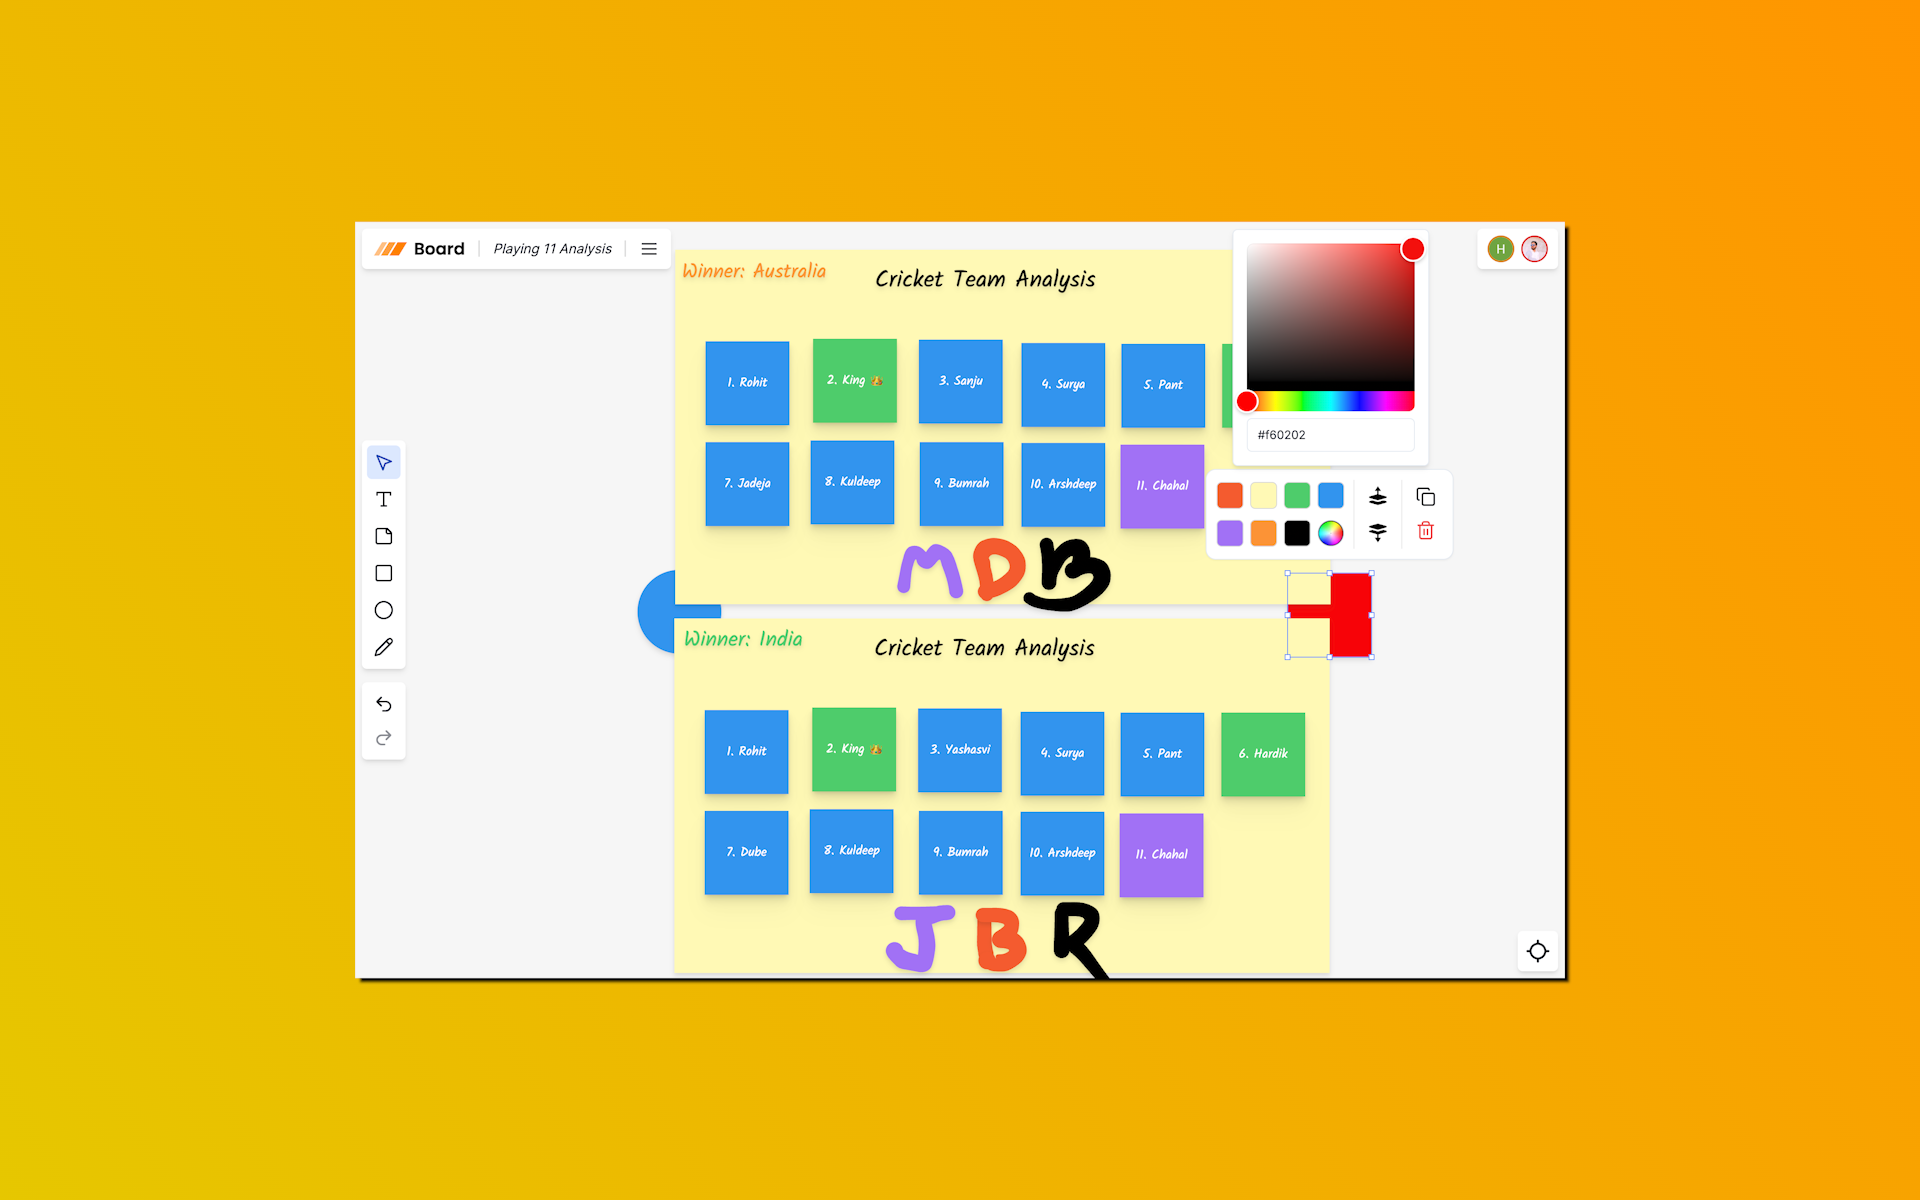 Board
Playing 11 Analysis
H
Winner: Australia
Cricket Team Analysis
#f60202
1. Rohit
2. King 🦁
3. Sanju
4. Surya
5. Pant
7. Jadeja
8. Kuldeep
9. Bumrah
10. Arshdeep
11. Chahal
T
M D B
Winner: India
Cricket Team Analysis
1. Rohit
2. King 🦁
3. Yashasvi
4. Surya
5. Pant
6. Hardik
7. Dube
8. Kuldeep
9. Bumrah
10. Arshdeep
11. Chahal
J B R